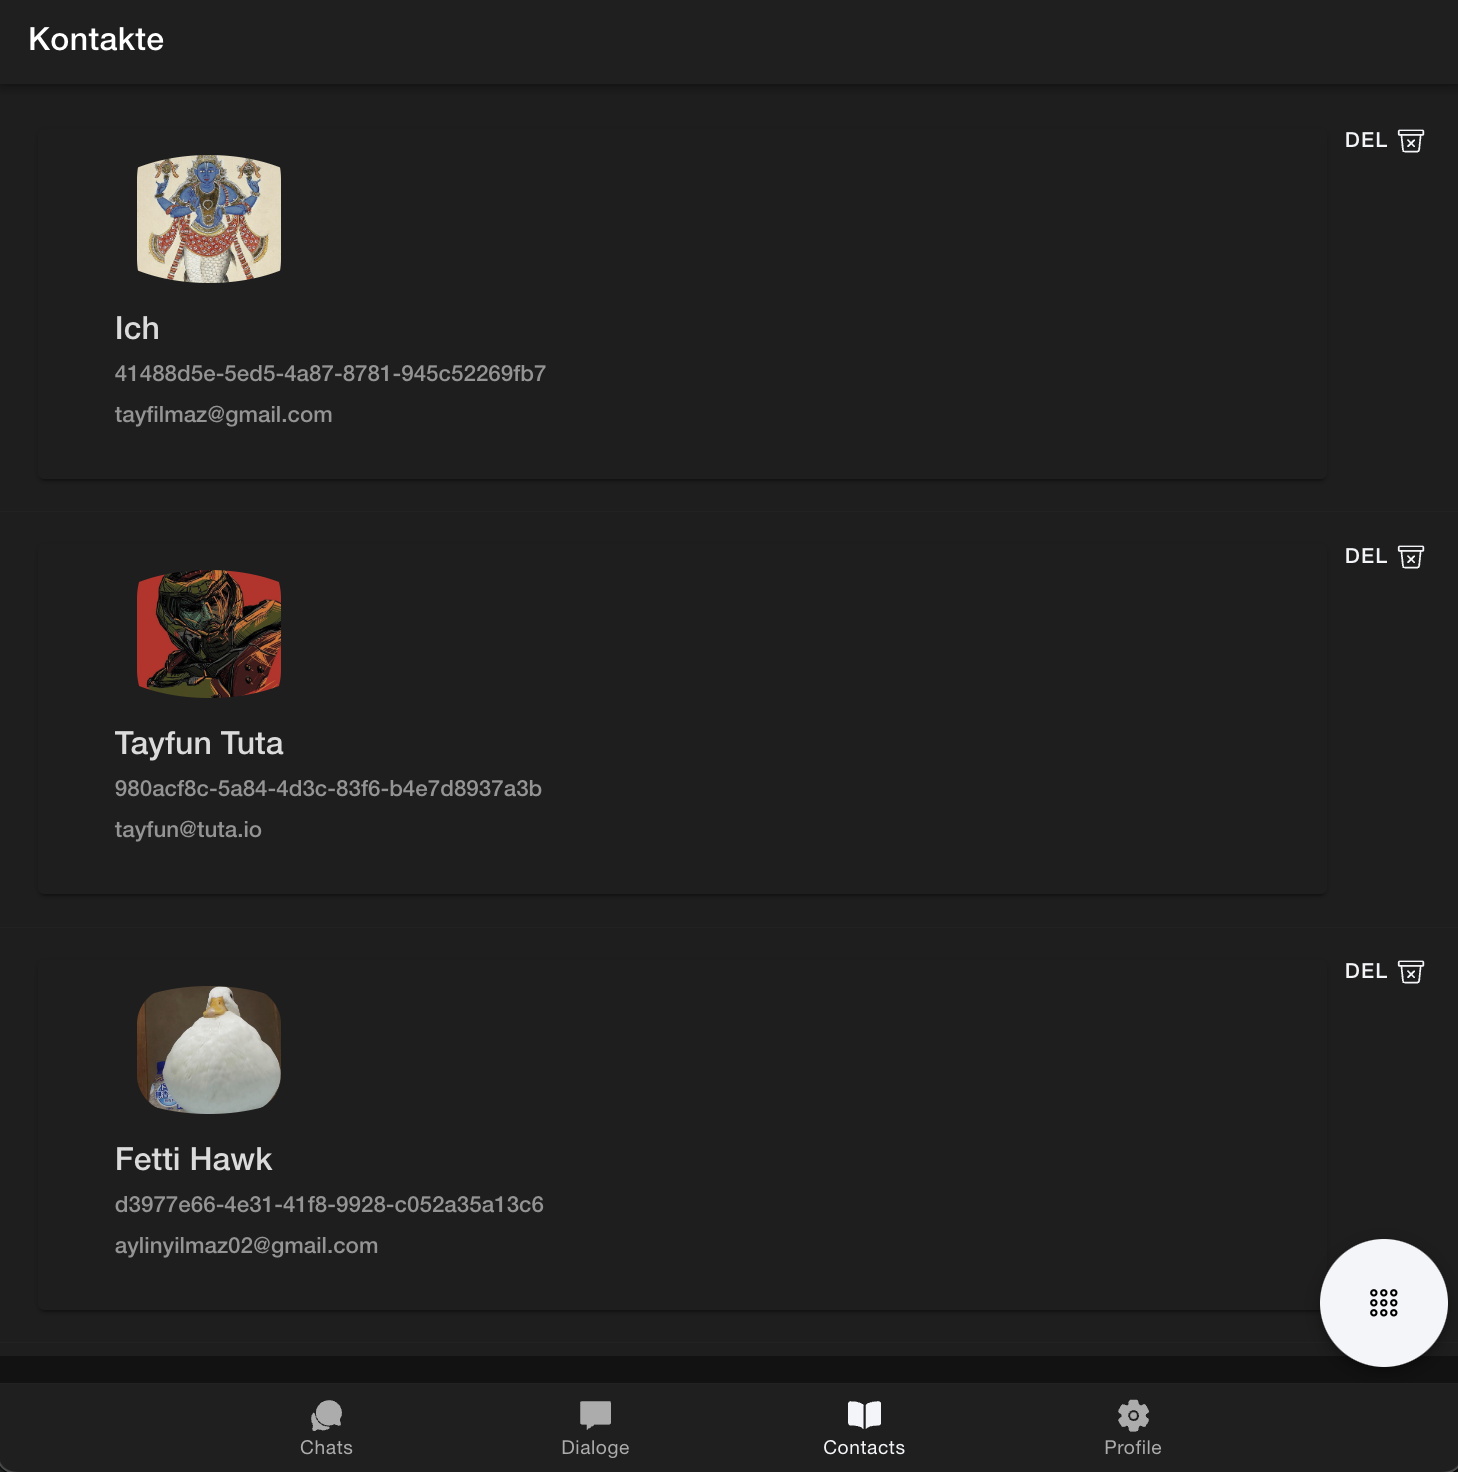 Kontakte
DEL
Ich
41488d5e-5ed5-4a87-8781-945c52269fb7
tayfilmaz@gmail.com
DEL
Tayfun Tuta
980acf8c-5a84-4d3c-83f6-b4e7d8937a3b
tayfun@tuta.io
DEL
Fetti Hawk
d3977e66-4e31-41f8-9928-c052a35a13c6
aylinyilmaz02@gmail.com
Chats
Dialoge
Contacts
Profile